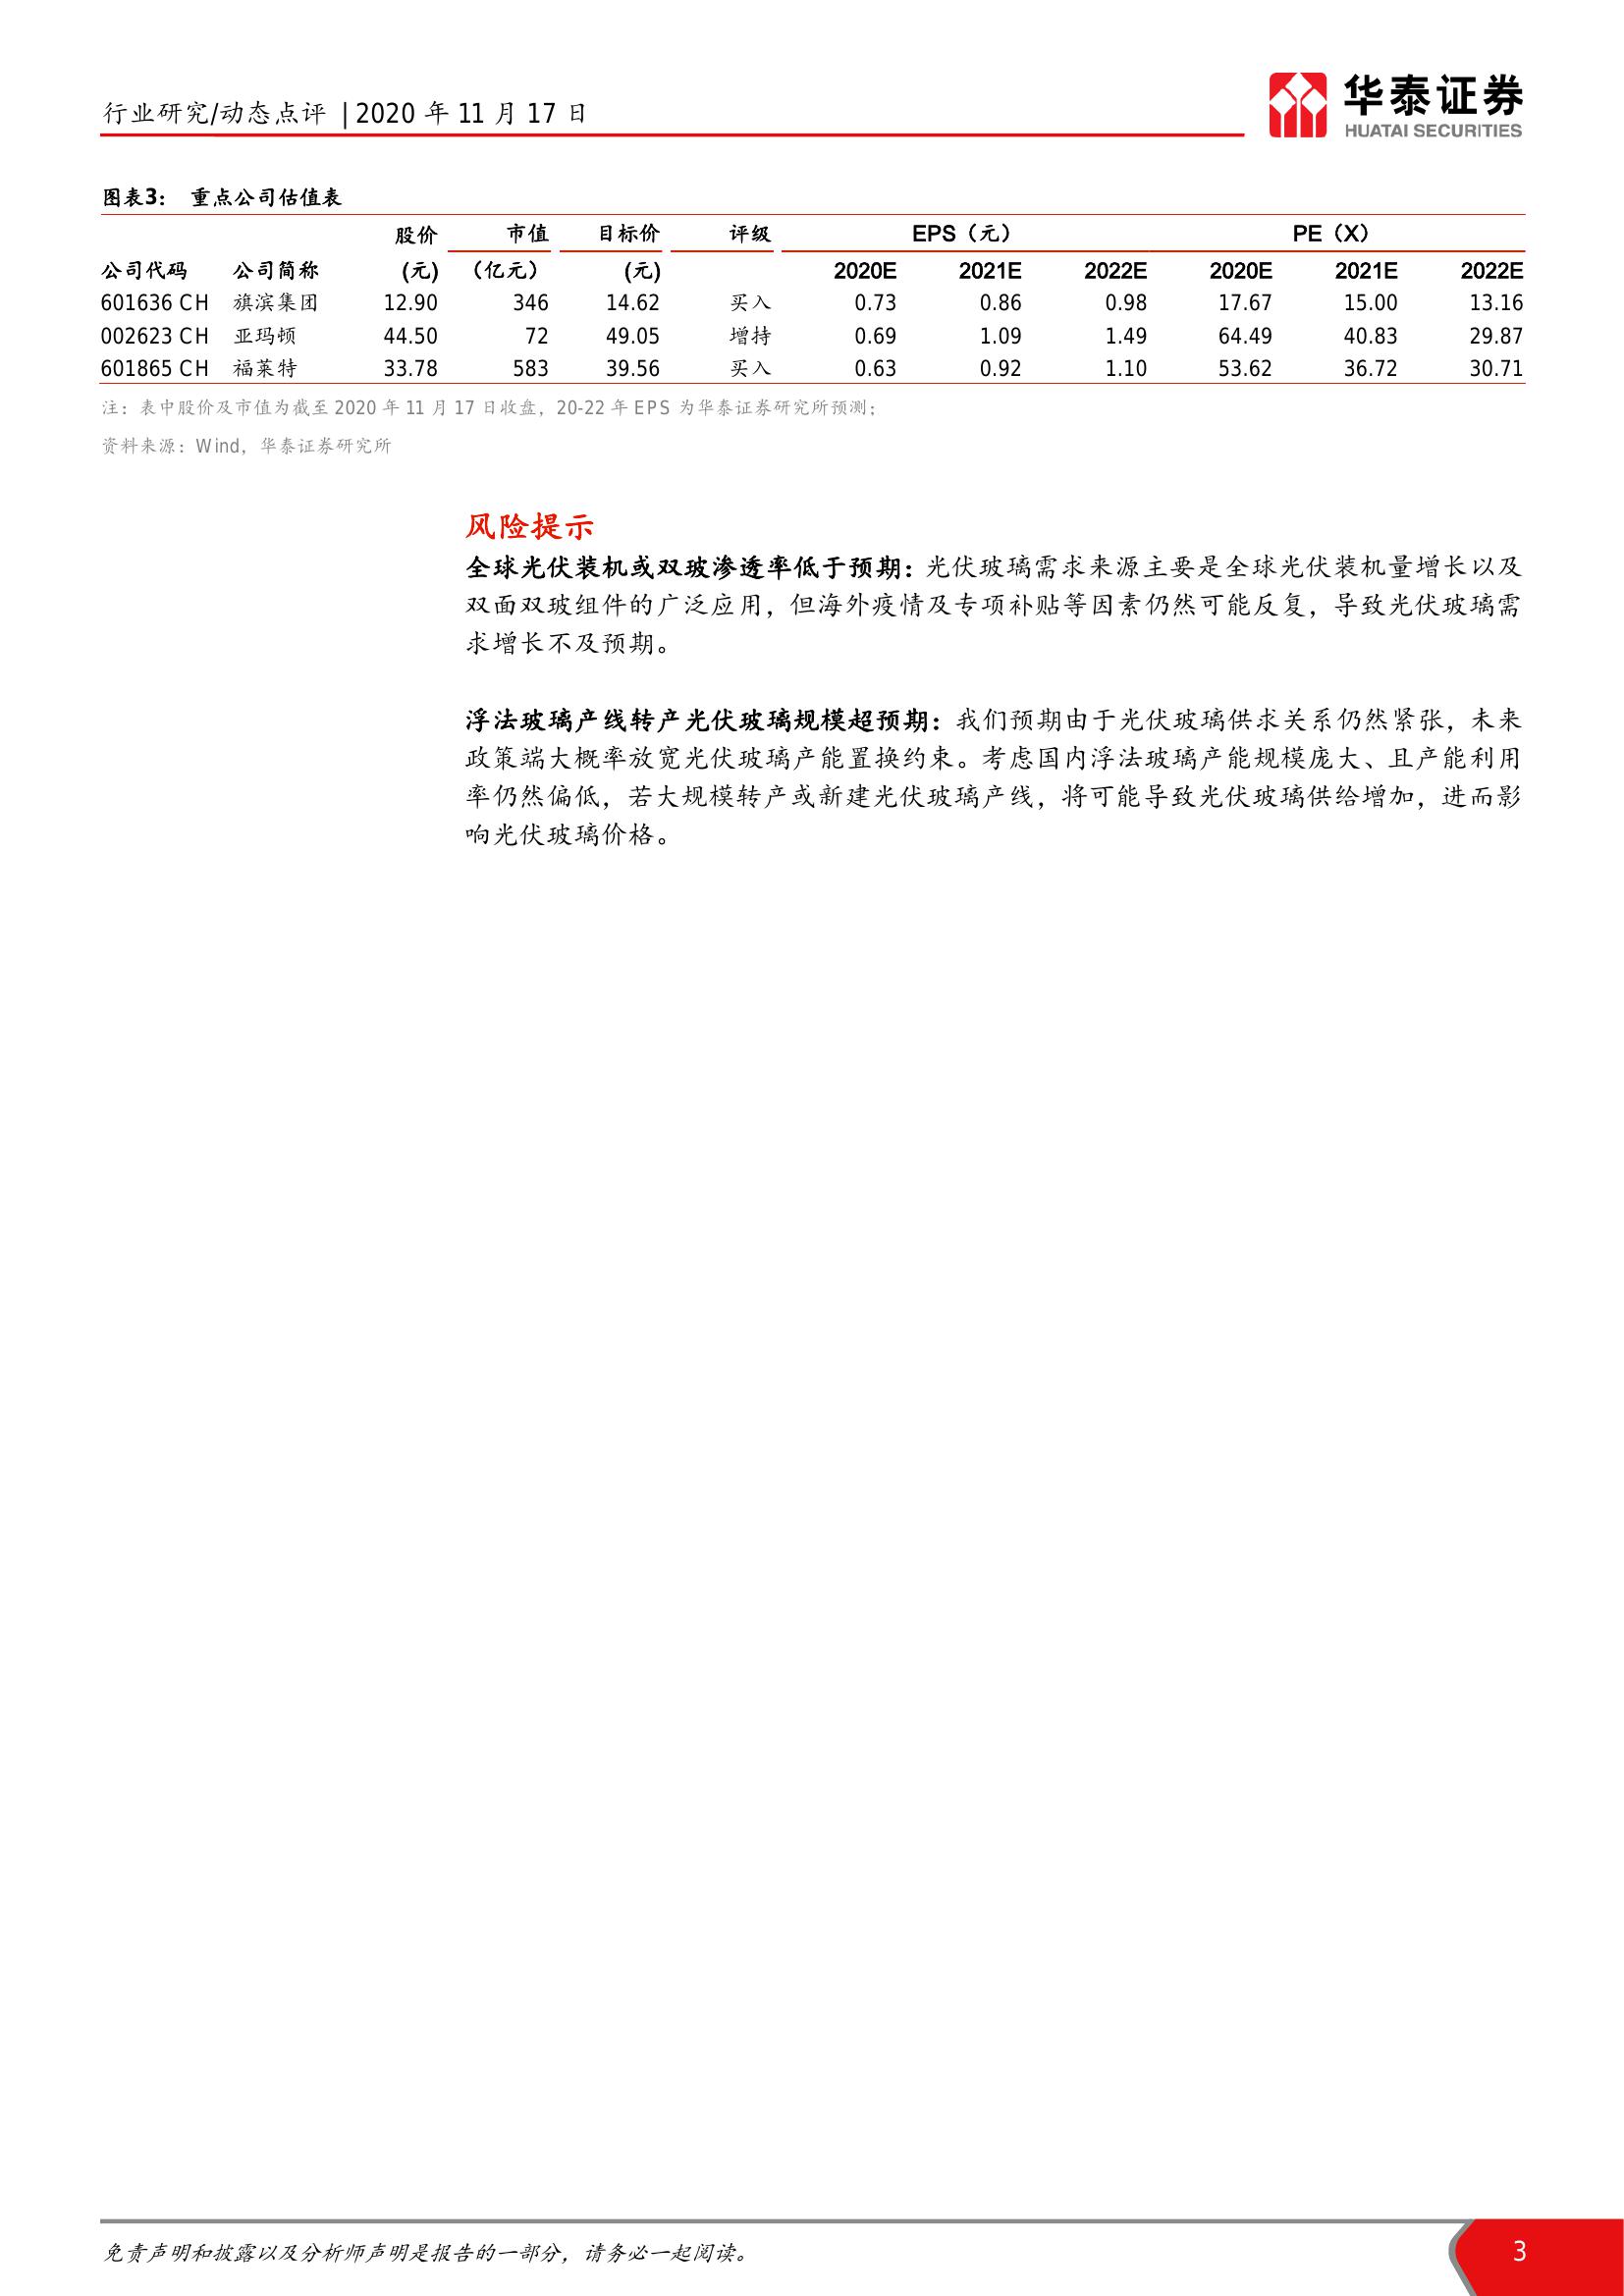 行业研究/动态点评 | 2020 年 11 月 17 日
华泰证券
HUATAI SECURITIES
图表3： 重点公司估值表
股价 市值 目标价 评级 EPS（元） PE（X）
公司代码 公司简称 (元) （亿元） (元) 2020E 2021E 2022E 2020E 2021E 2022E
601636 CH 旗滨集团 12.90 346 14.62 买入 0.73 0.86 0.98 17.67 15.00 13.16
002623 CH 亚玛顿 44.50 72 49.05 增持 0.69 1.09 1.49 64.49 40.83 29.87
601865 CH 福莱特 33.78 583 39.56 买入 0.63 0.92 1.10 53.62 36.72 30.71
注：表中股价及市值为截至 2020 年 11 月 17 日收盘，20-22 年 EPS 为华泰证券研究所预测；
资料来源：Wind，华泰证券研究所
风险提示
全球光伏装机或双玻渗透率低于预期：光伏玻璃需求来源主要是全球光伏装机量增长以及
双面双玻组件的广泛应用，但海外疫情及专项补贴等因素仍然可能反复，导致光伏玻璃需
求增长不及预期。
浮法玻璃产线转产光伏玻璃规模超预期：我们预期由于光伏玻璃供求关系仍然紧张，未来
政策端大概率放宽光伏玻璃产能置换约束。考虑国内浮法玻璃产能规模庞大、且产能利用
率仍然偏低，若大规模转产或新建光伏玻璃产线，将可能导致光伏玻璃供给增加，进而影
响光伏玻璃价格。
免责声明和披露以及分析师声明是报告的一部分，请务必一起阅读。
3